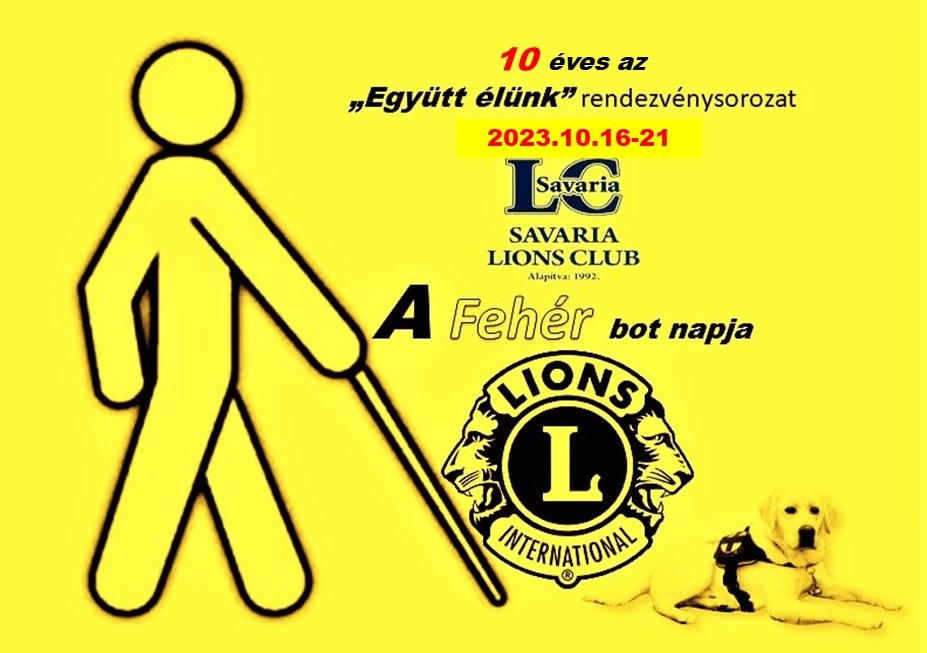 10 éves az
„Együtt élünk” rendezvénysorozat
2023.10.16-21
LC
Savaria
SAVARIA
LIONS CLUB
Alapítva: 1992.
A Fehér bot napja
LIONS
L
INTERNATIONAL
®